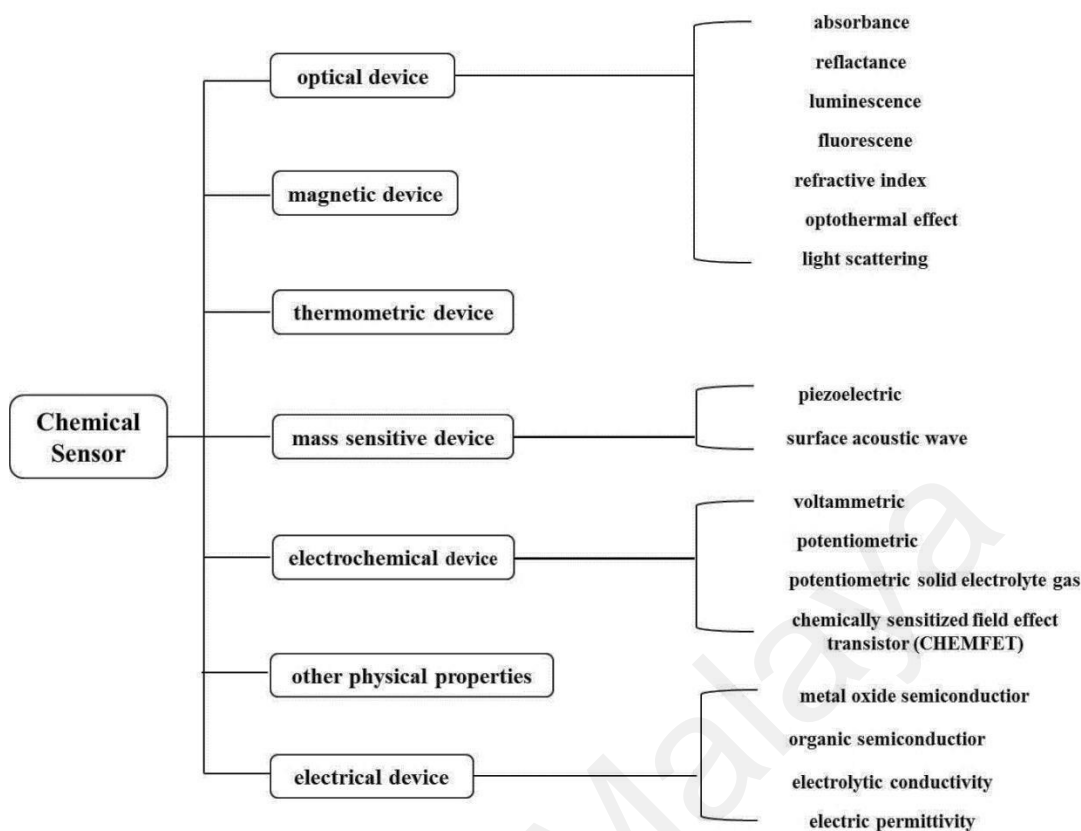 absorbance
optical device
reflactance
luminescence
fluorescene
magnetic device
refractive index
optothermal effect
light scattering
thermometric device
Chemical
Sensor
piezoelectric
mass sensitive device
surface acoustic wave
voltammetric
electrochemical device
potentiometric
potentiometric solid electrolyte gas
chemically sensitized field effect
transistor (CHEMFET)
other physical properties
metal oxide semiconductior
organic semiconductior
electrical device
electrolytic conductivity
electric permittivity
Malaya